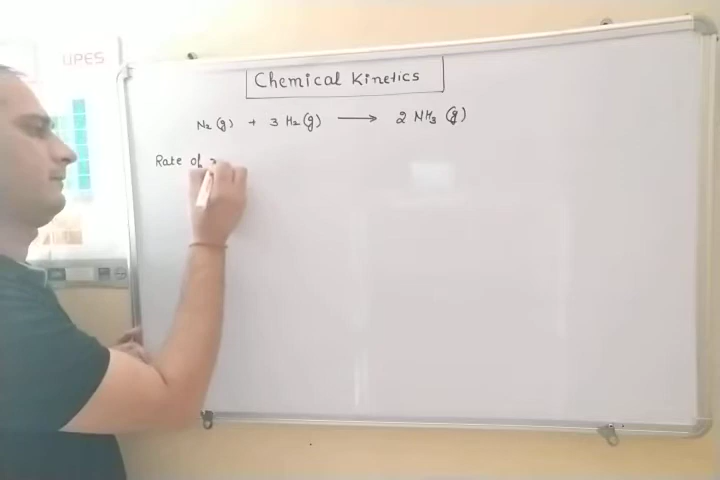 UPES
Chemical Kinetics
N₂ (g) + 3 H₂ (g) ⟶ 2 NH₃ (g)
Rate of